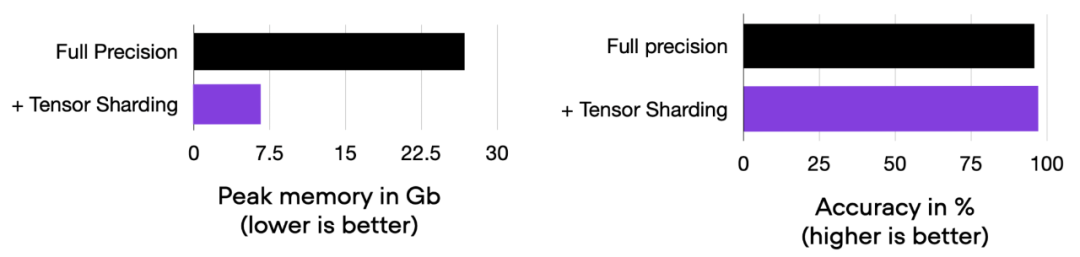 Full Precision
+ Tensor Sharding
0 7.5 15 22.5 30
Peak memory in Gb
(lower is better)
Full precision
+ Tensor Sharding
0 25 50 75 100
Accuracy in %
(higher is better)